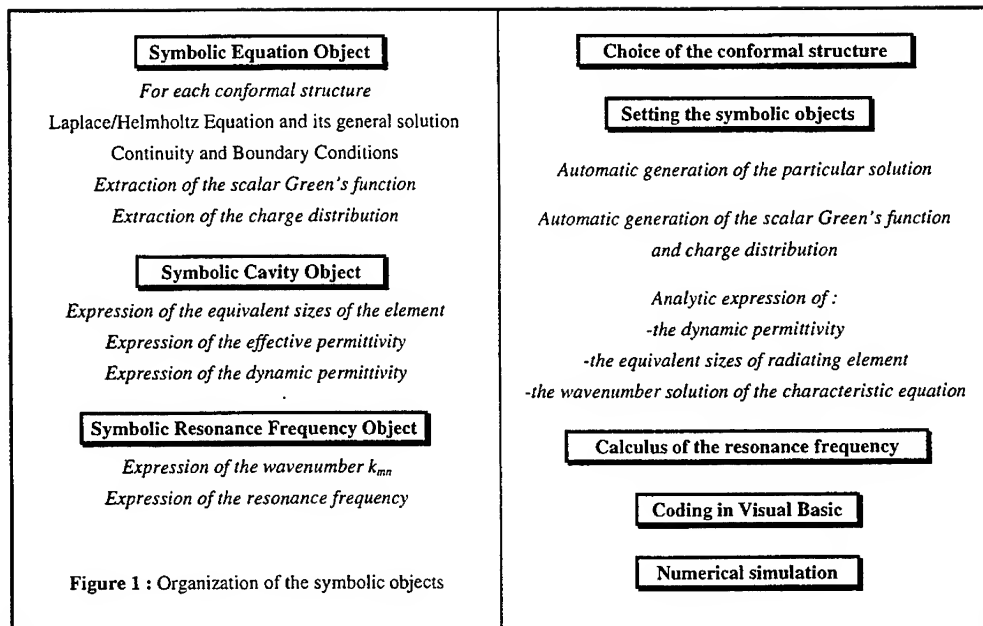 Symbolic Equation Object
For each conformal structure
Laplace/Helmholtz Equation and its general solution
Continuity and Boundary Conditions
Extraction of the scalar Green's function
Extraction of the charge distribution
Symbolic Cavity Object
Expression of the equivalent sizes of the element
Expression of the effective permittivity
Expression of the dynamic permittivity
Symbolic Resonance Frequency Object
Expression of the wavenumber kmn
Expression of the resonance frequency
Figure 1 : Organization of the symbolic objects
Choice of the conformal structure
Setting the symbolic objects
Automatic generation of the particular solution
Automatic generation of the scalar Green's function
and charge distribution
Analytic expression of :
-the dynamic permittivity
-the equivalent sizes of radiating element
-the wavenumber solution of the characteristic equation
Calculus of the resonance frequency
Coding in Visual Basic
Numerical simulation